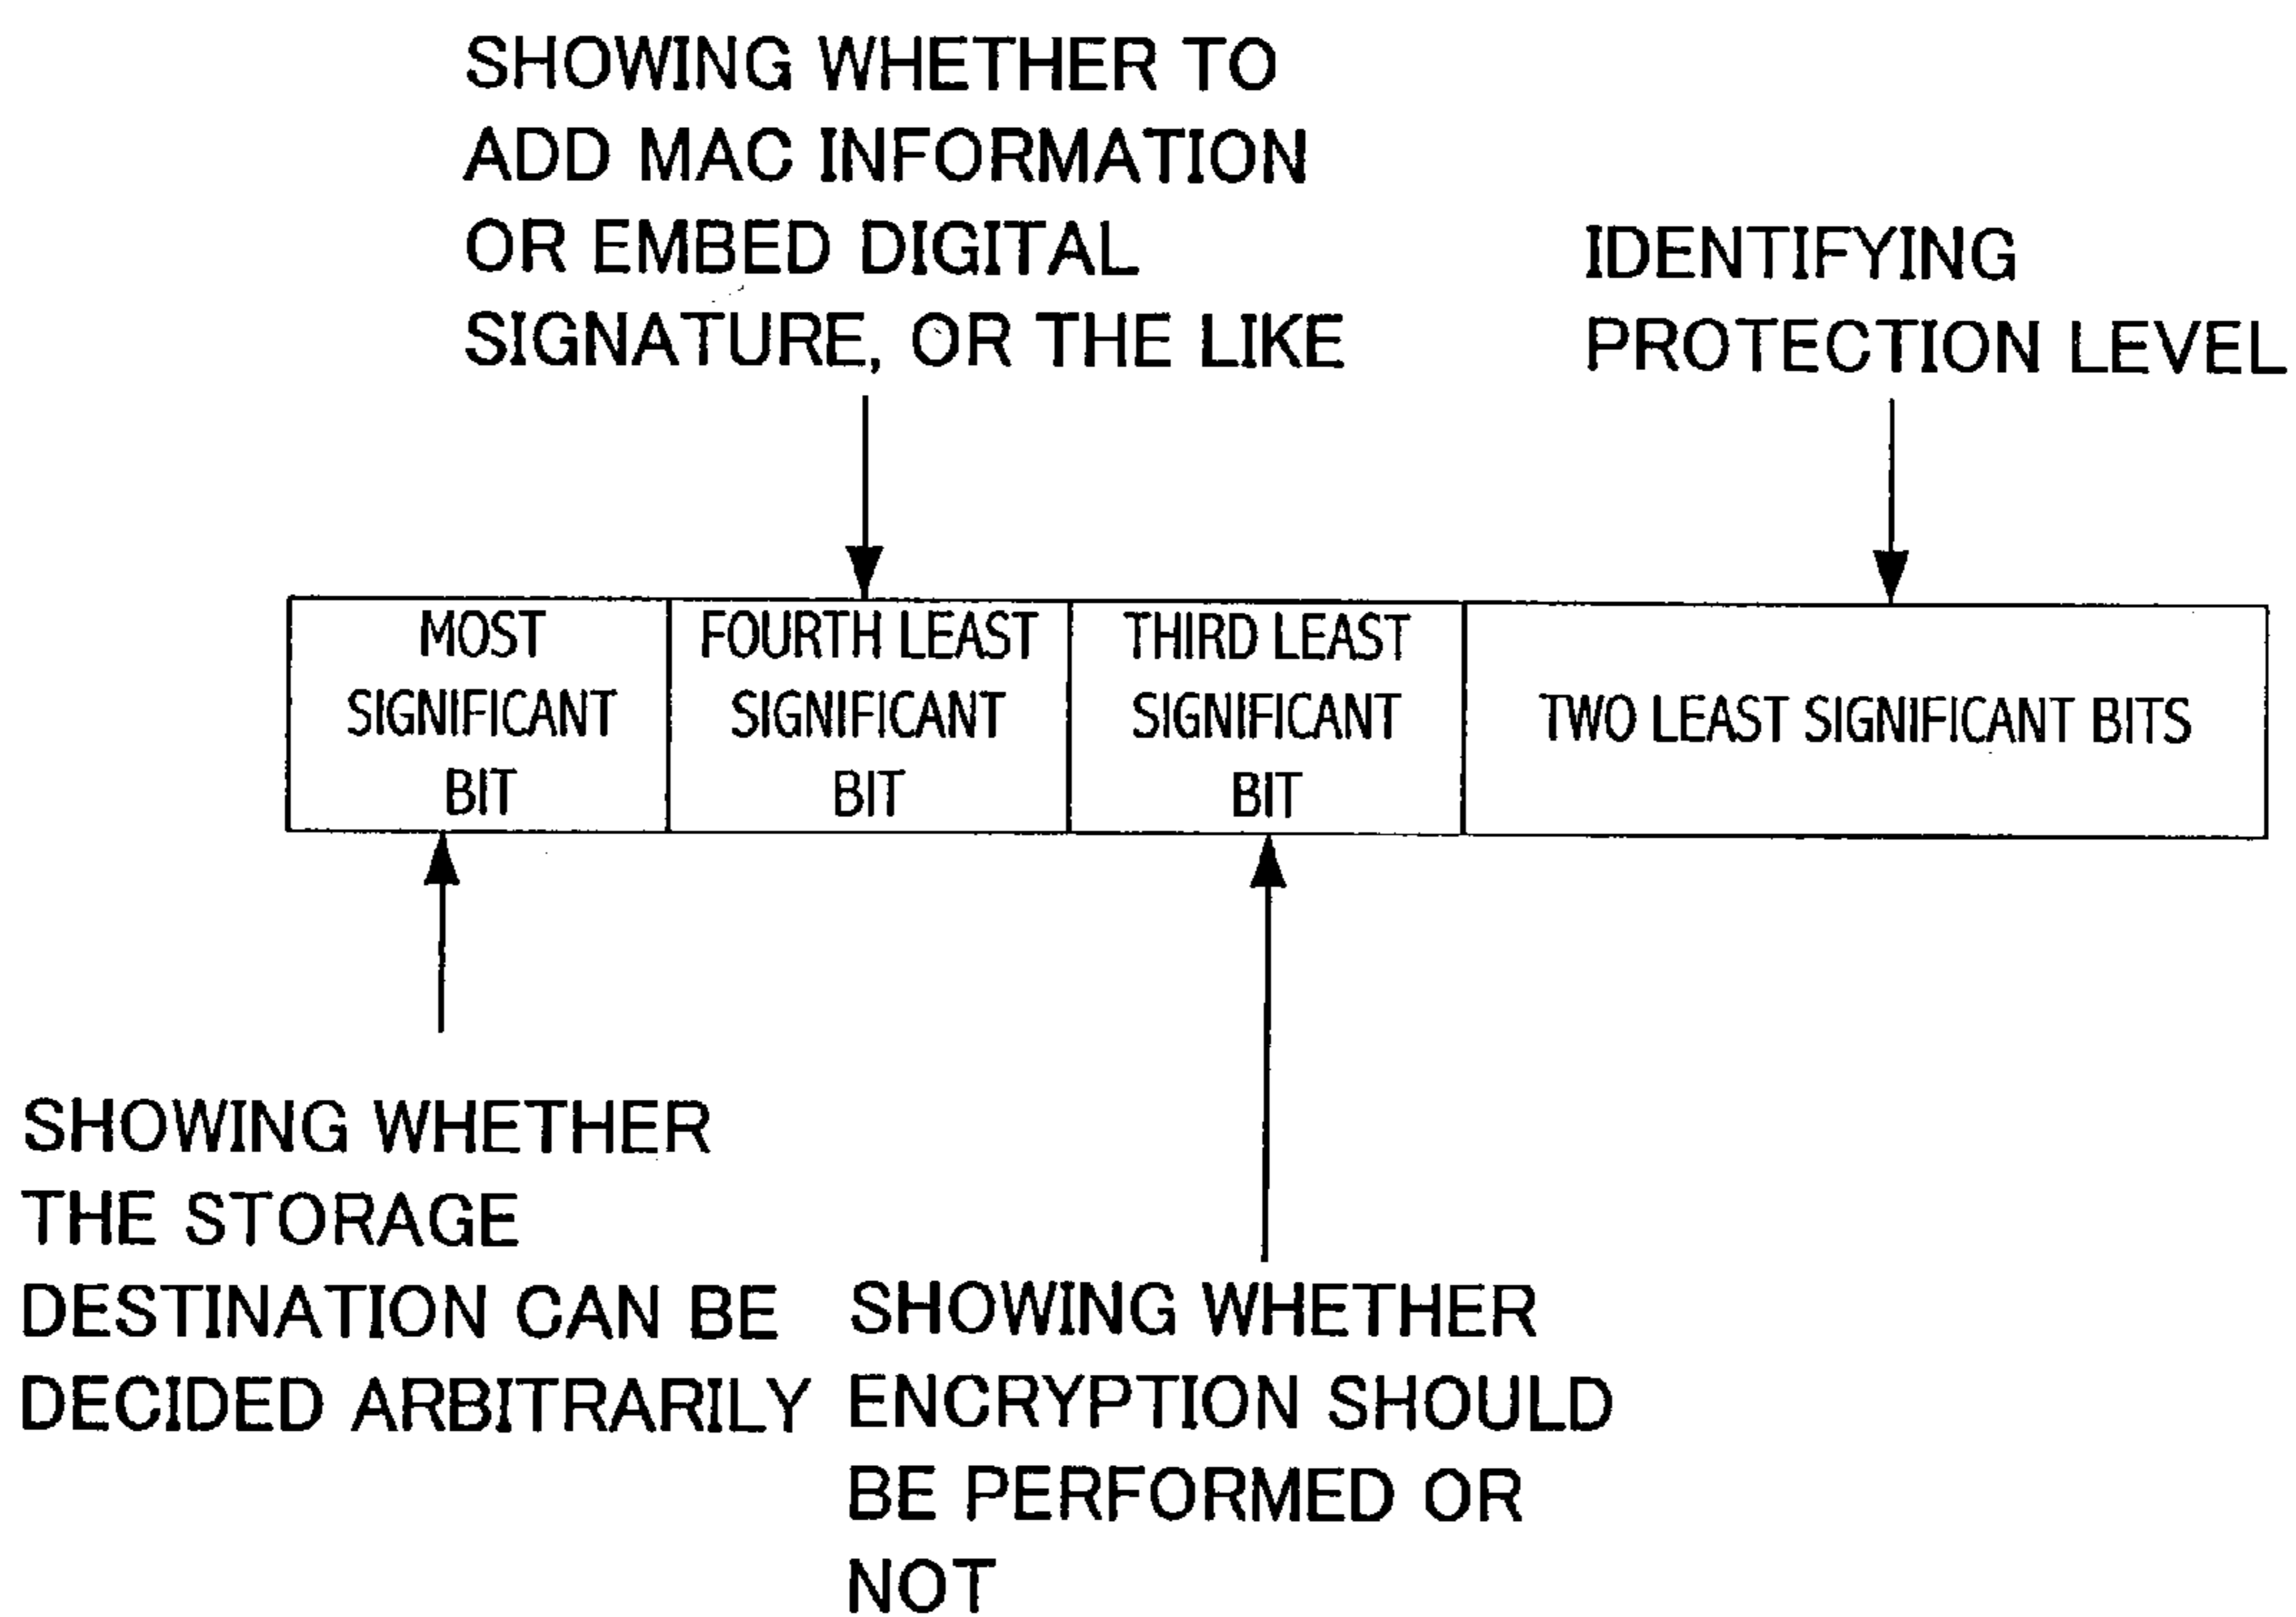 SHOWING WHETHER TO
ADD MAC INFORMATION
OR EMBED DIGITAL
SIGNATURE, OR THE LIKE
IDENTIFYING
PROTECTION LEVEL
MOST
SIGNIFICANT
BIT
FOURTH LEAST
SIGNIFICANT
BIT
THIRD LEAST
SIGNIFICANT
BIT
TWO LEAST SIGNIFICANT BITS
SHOWING WHETHER
THE STORAGE
DESTINATION CAN BE
DECIDED ARBITRARILY
SHOWING WHETHER
ENCRYPTION SHOULD
BE PERFORMED OR
NOT